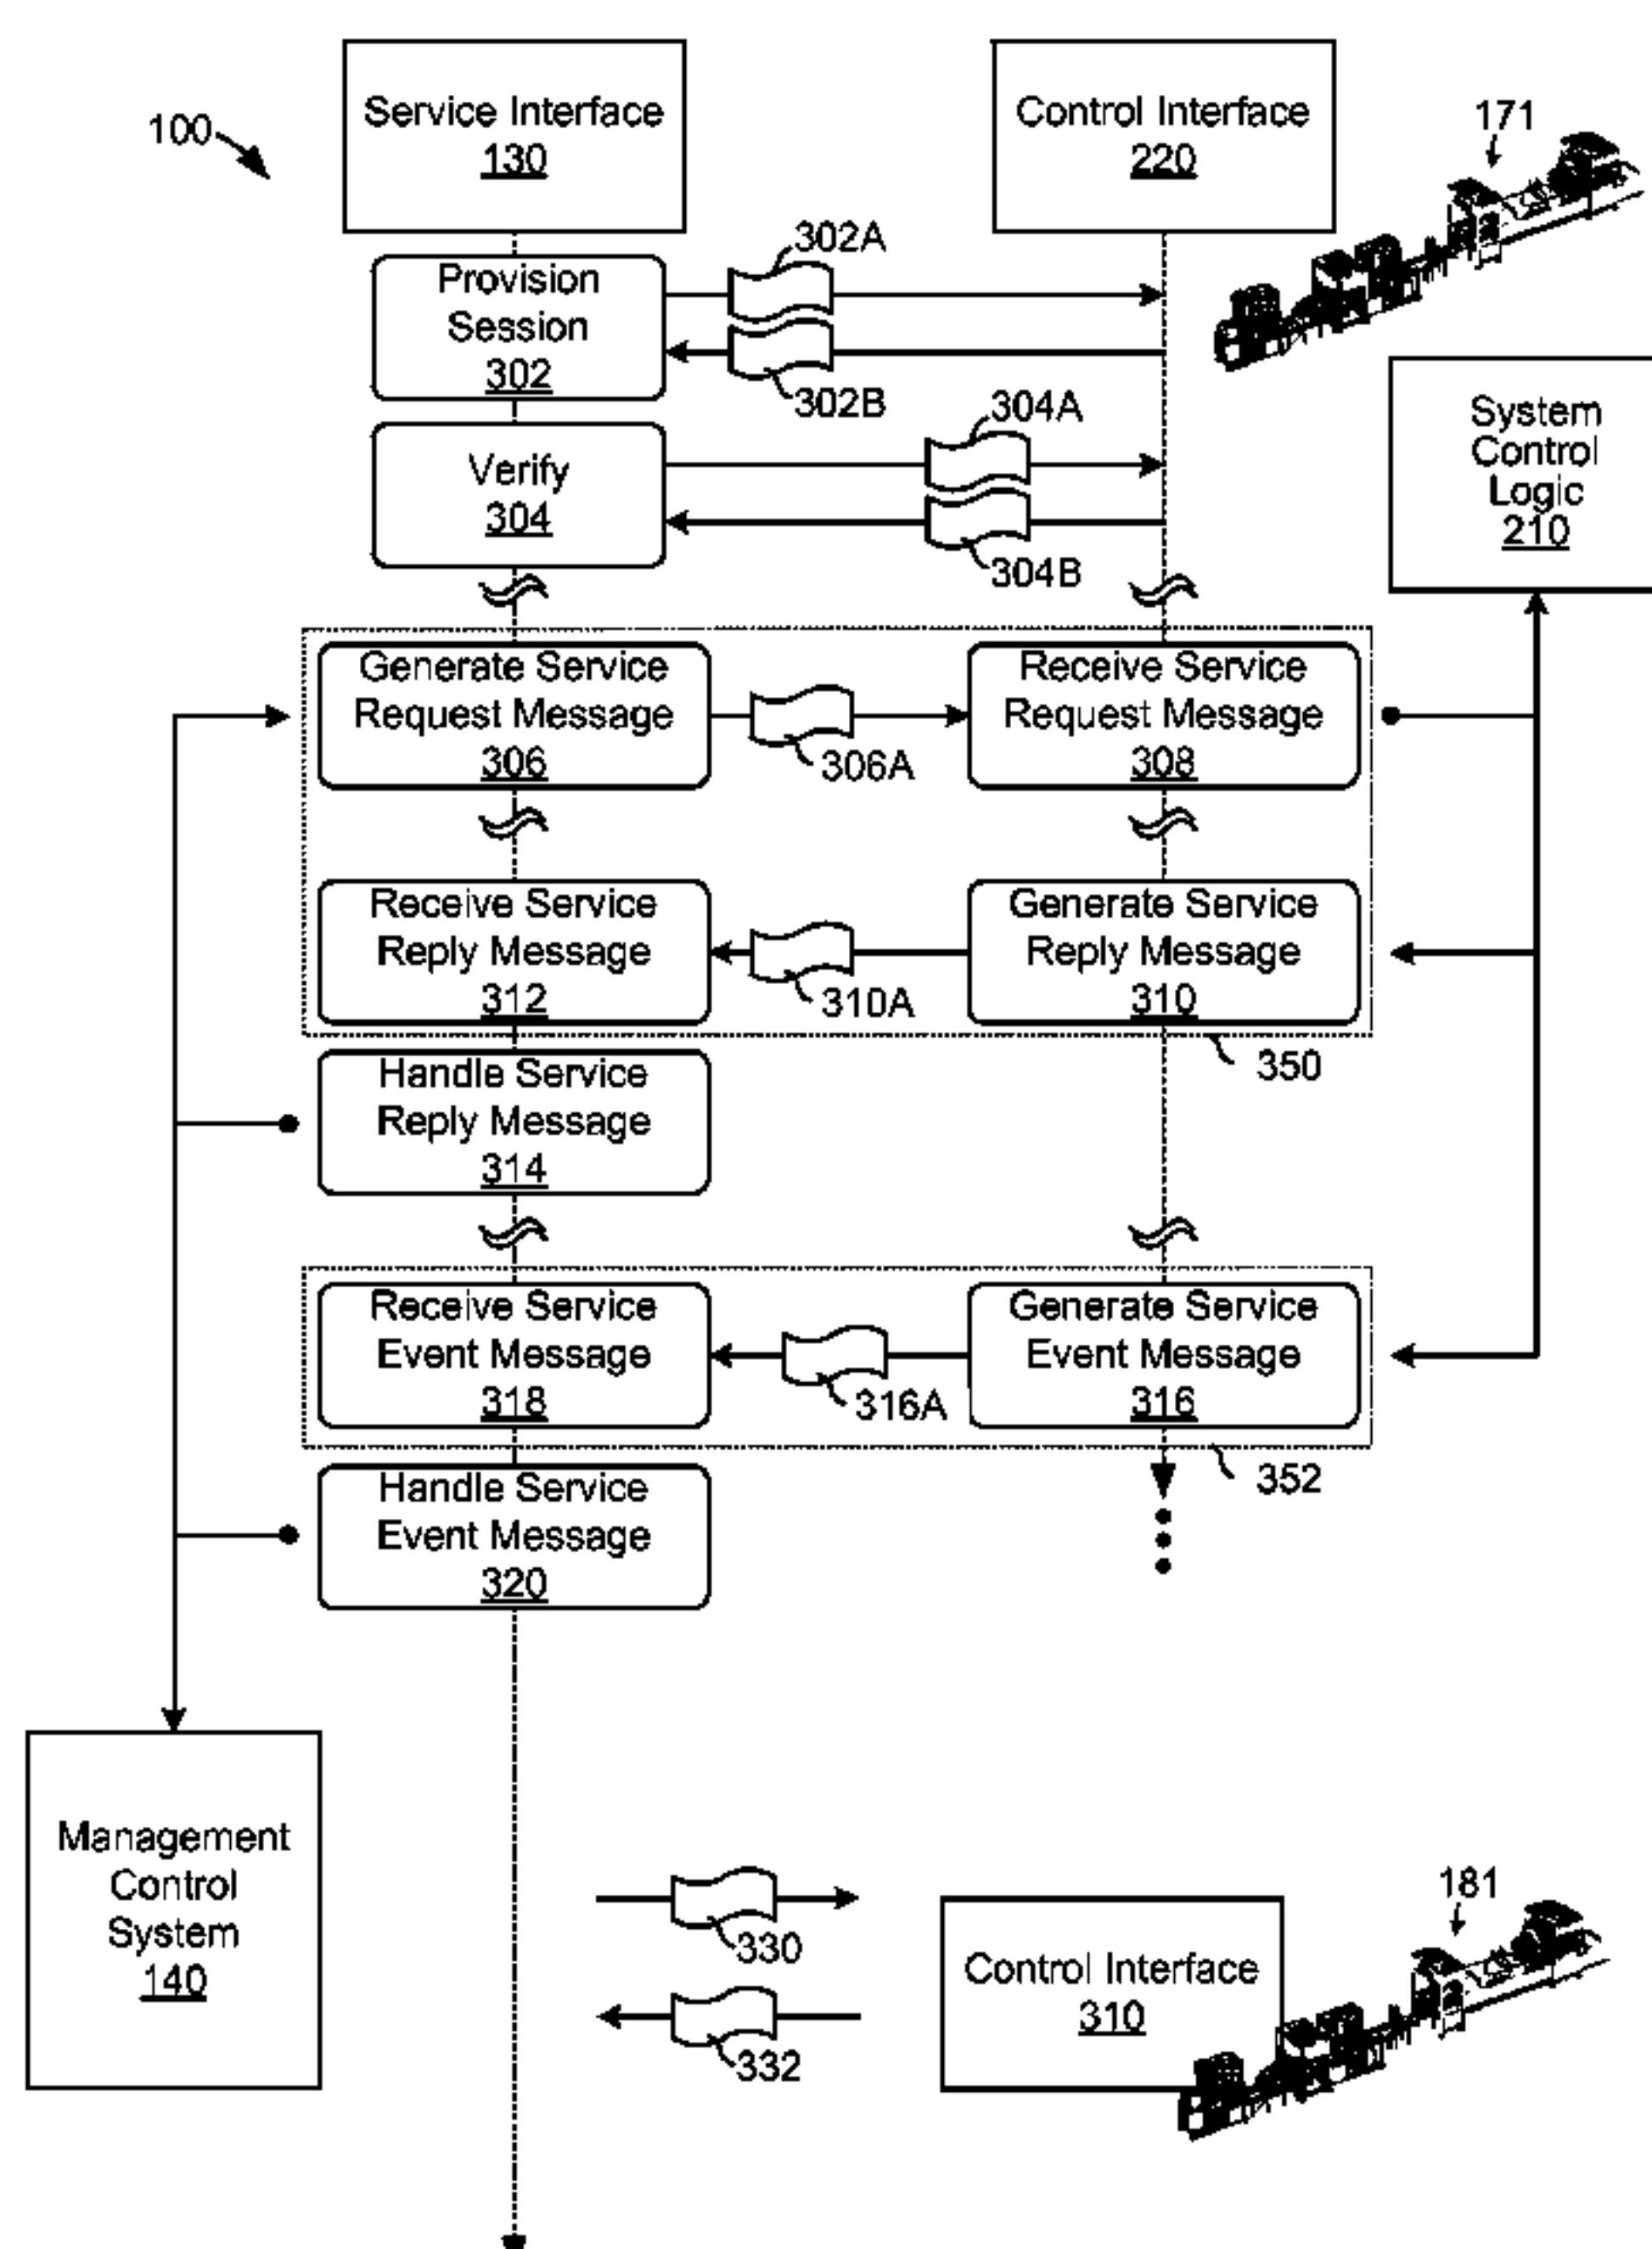 100
Service Interface
130
Control Interface
220
171
302A
Provision
Session
302
302B
304A
Verify
304
304B
System
Control
Logic
210
Generate Service
Request Message
306
306A
Receive Service
Request Message
308
Receive Service
Reply Message
312
310A
Generate Service
Reply Message
310
350
Handle Service
Reply Message
314
Receive Service
Event Message
318
316A
Generate Service
Event Message
316
352
Handle Service
Event Message
320
Management
Control
System
140
330
332
Control Interface
310
181